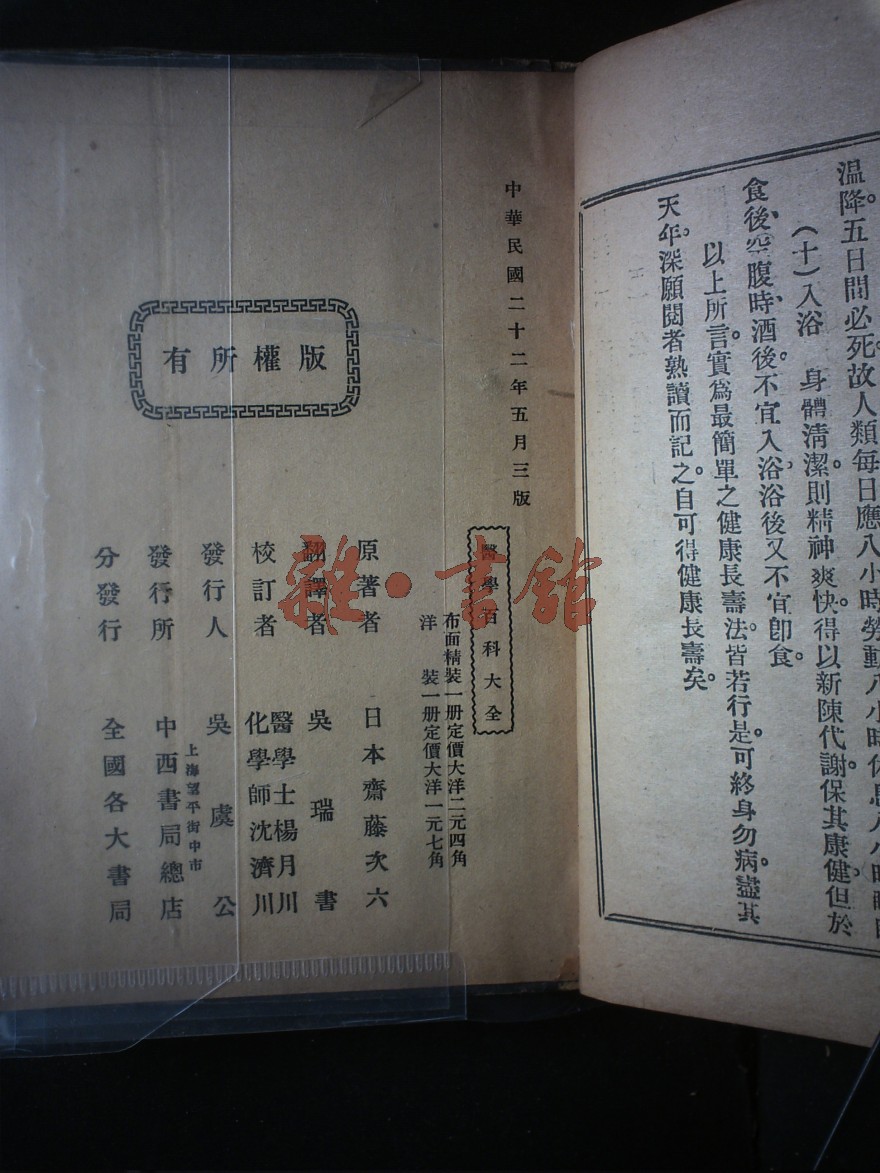 溫降。五日間必死。故人類每日應八小時勞動八小時休息八小時睡
(十)入浴 身體清潔。則精神爽快。得以新陳代謝。保其康健。但於
食後、空腹時、酒後。不宜入浴、浴後又不宜卽食。
以上所言。實爲最簡單之健康長壽法。皆若行是。可終身勿病。盡其
天年。深願閱者熟讀而記之。自可得健康長壽矣。
中華民國二十二年五月三版
醫學百科大全
布面精裝一册定價大洋二元四角
洋裝一册定價大洋一元七角
原著者 日本齋藤次六
翻譯者 吳瑞書
校訂者 醫學士楊月川
化學師沈濟川
發行人 吳虞公
發行所 上海望平街中市
中西書局總店
分發行 全國各大書局
版權所有
雜·書館